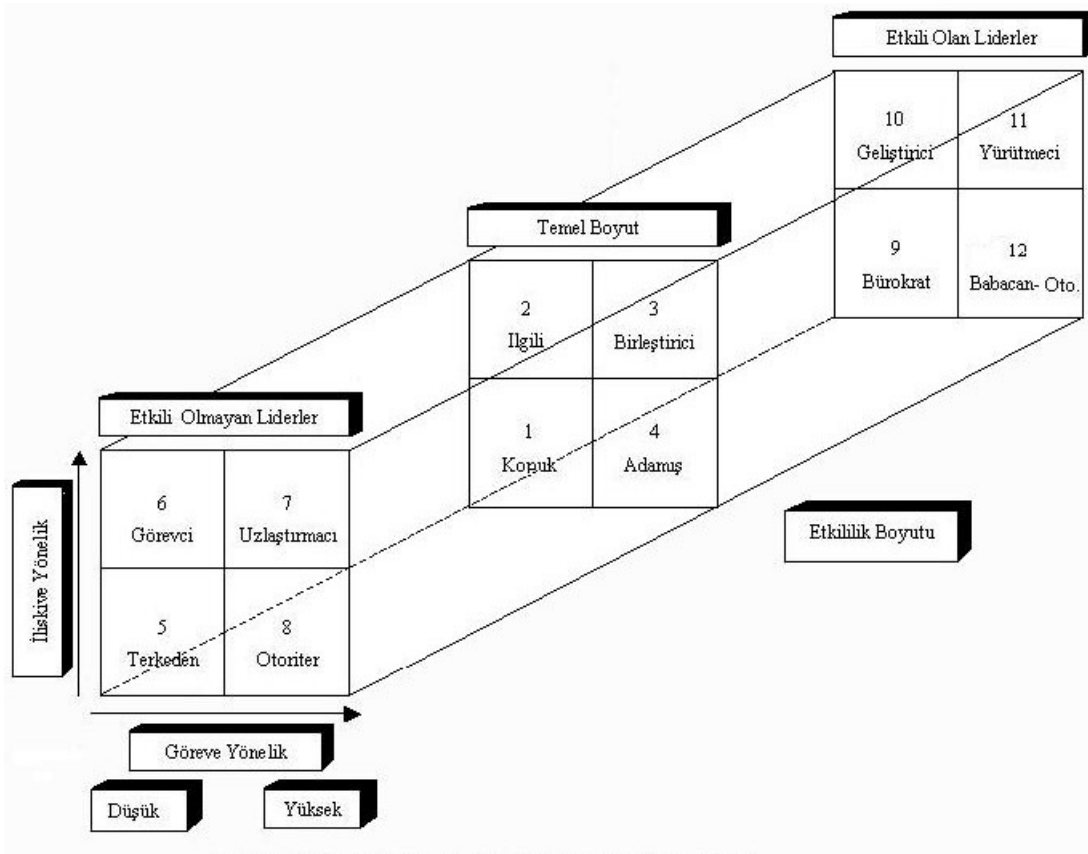 Etkili Olan Liderler
10
Geliştirici
11
Yürütmeci
9
Bürokrat
12
Babacan- Oto.
Temel Boyut
2
Ilgili
3
Birleştirici
1
Kopuk
4
Adamış
Etkili Olmayan Liderler
6
Görevci
7
Uzlaştırmacı
5
Terkeden
8
Otoriter
İliskive Yönelik
Etkililik Boyutu
Göreve Yönelik
Düşük
Yüksek